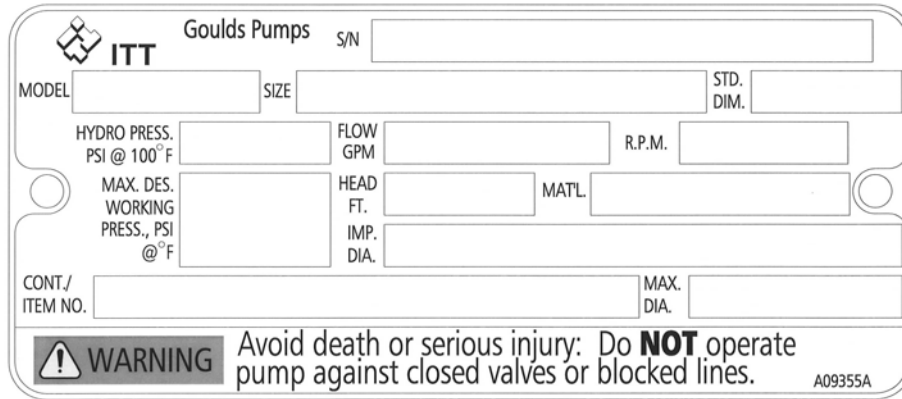 Goulds Pumps
ITT
S/N
MODEL
SIZE
STD.
DIM.
HYDRO PRESS.
PSI @ 100°F
FLOW
GPM
R.P.M.
MAX. DES.
WORKING
PRESS., PSI
@°F
HEAD
FT.
MAT'L.
IMP.
DIA.
CONT./
ITEM NO.
MAX.
DIA.
WARNING
Avoid death or serious injury: Do NOT operate
pump against closed valves or blocked lines.
A09355A